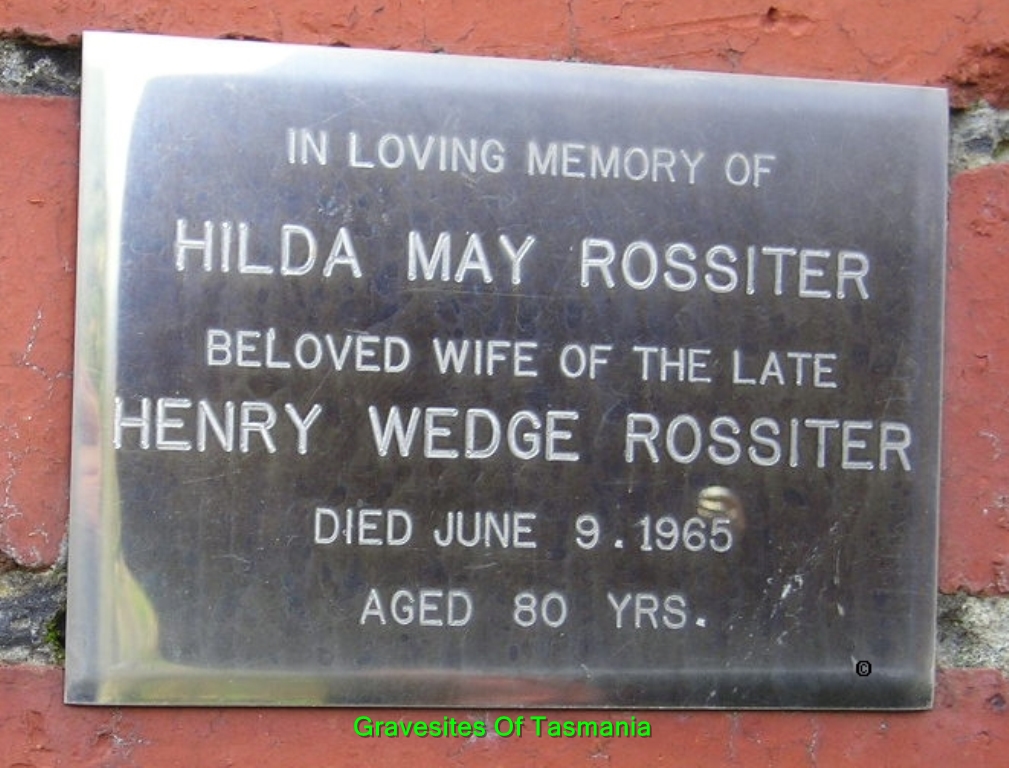 IN LOVING MEMORY OF
HILDA MAY ROSSITER
BELOVED WIFE OF THE LATE
HENRY WEDGE ROSSITER
DIED JUNE 9.1965
AGED 80 YRS.
©
Gravesites Of Tasmania